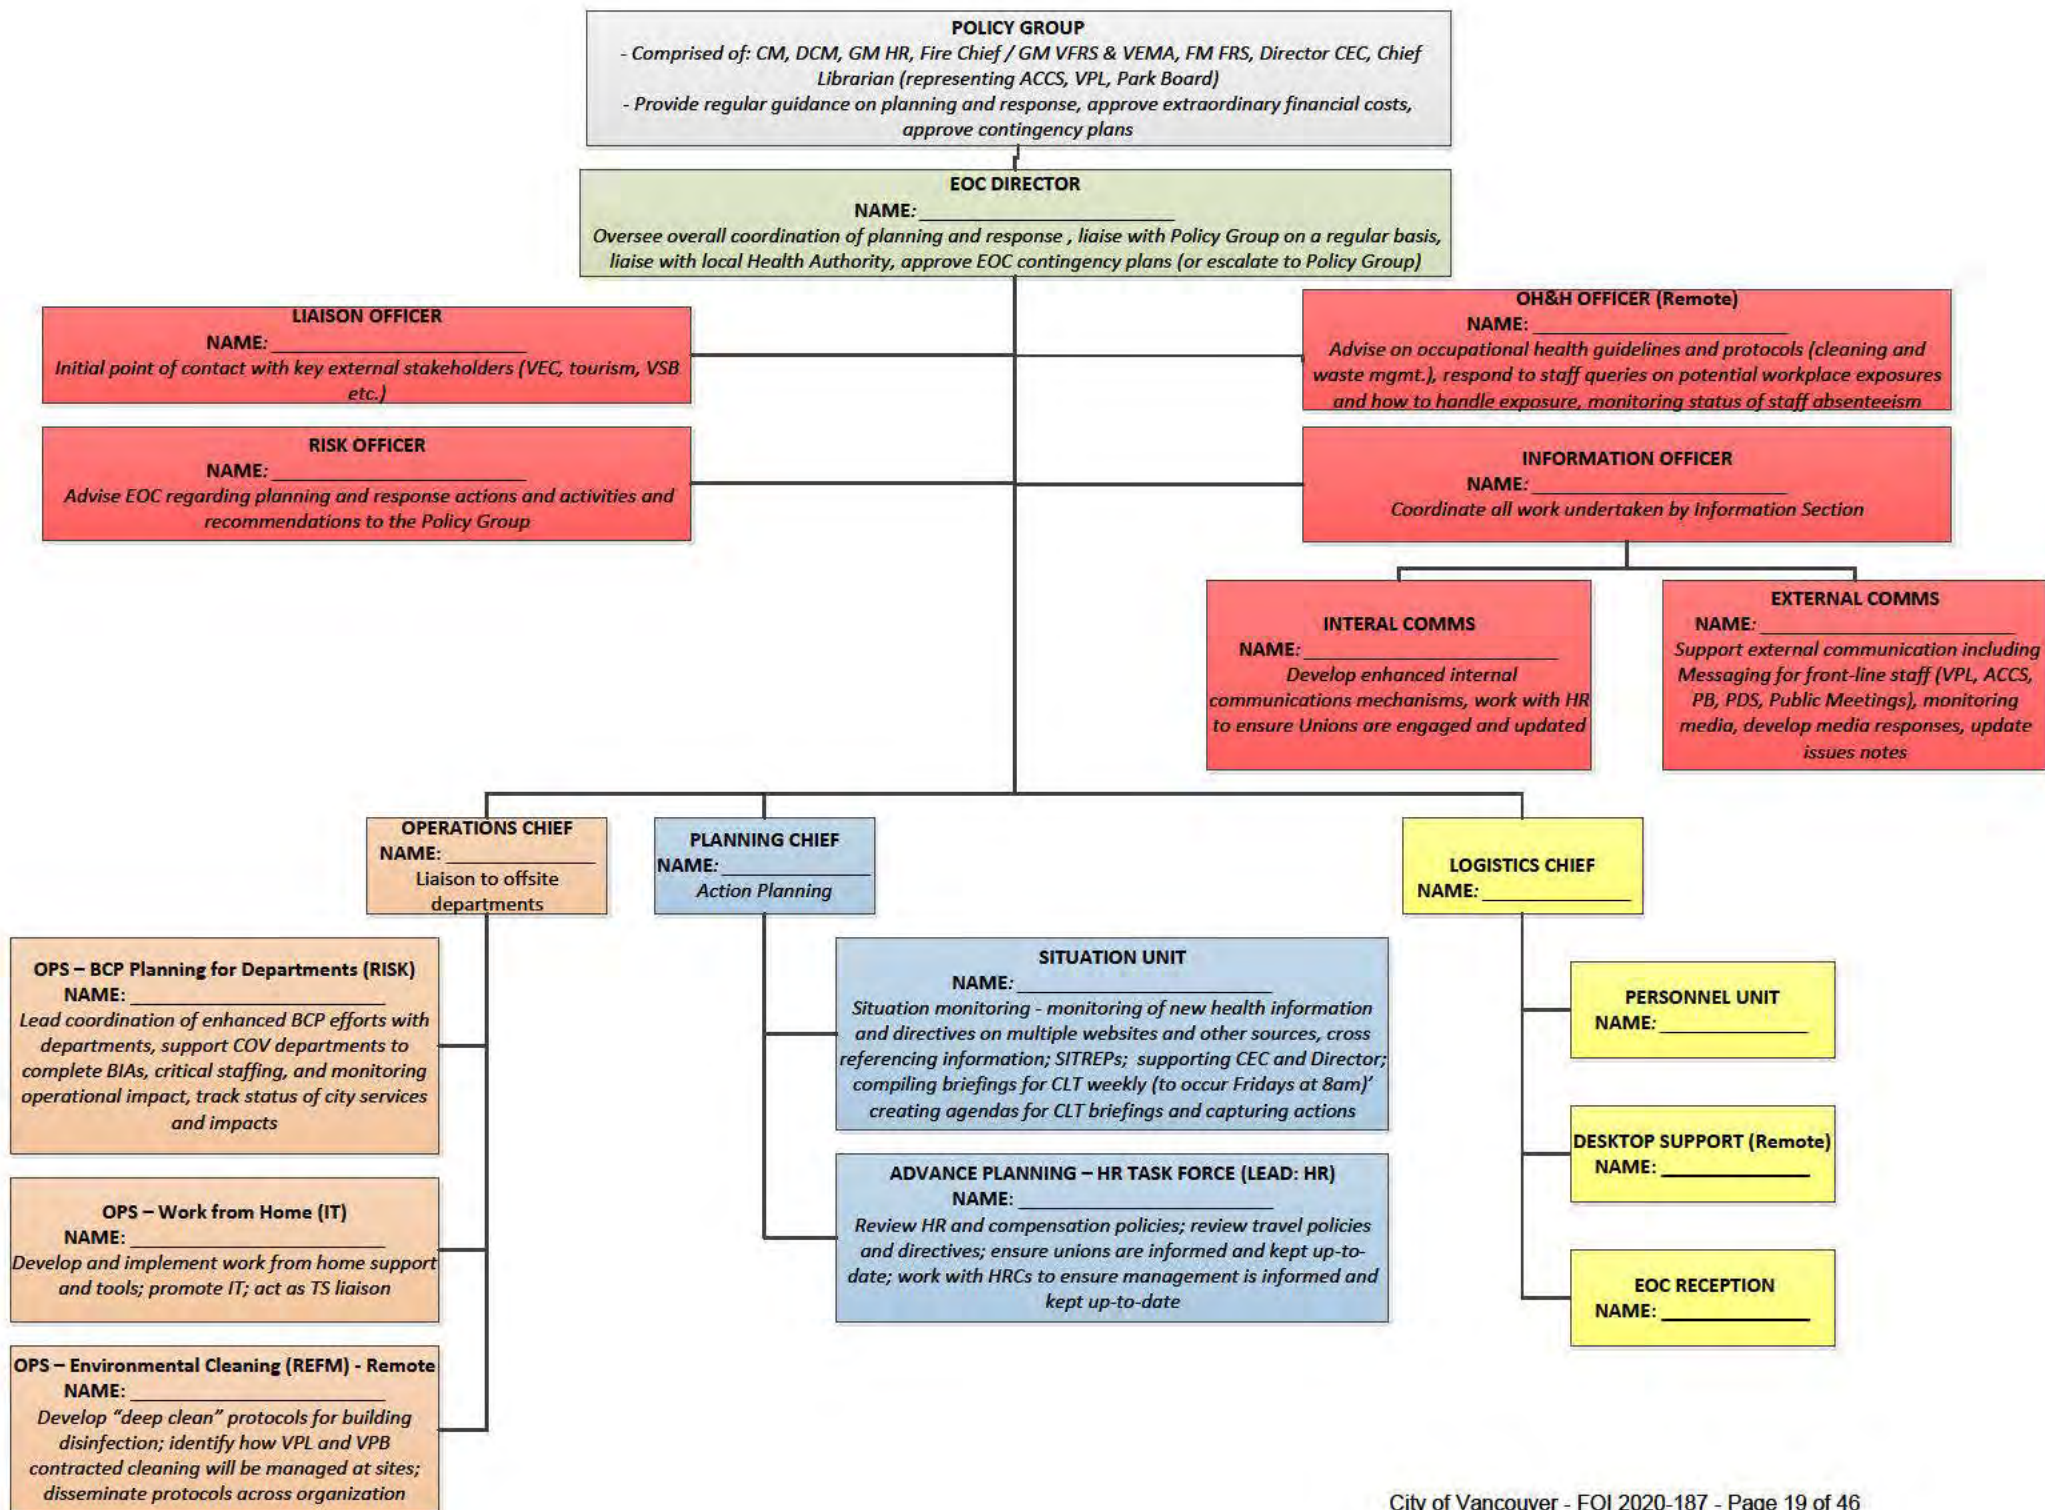 POLICY GROUP
- Comprised of: CM, DCM, GM HR, Fire Chief / GM VFRS & VEMA, FM FRS, Director CEC, Chief
Librarian (representing ACCS, VPL, Park Board)
- Provide regular guidance on planning and response, approve extraordinary financial costs,
approve contingency plans
EOC DIRECTOR
NAME: ____________________
Oversee overall coordination of planning and response , liaise with Policy Group on a regular basis,
liaise with local Health Authority, approve EOC contingency plans (or escalate to Policy Group)
LIAISON OFFICER
NAME: ____________________
Initial point of contact with key external stakeholders (VEC, tourism, VSB
etc.)
OH&H OFFICER (Remote)
NAME: ____________________
Advise on occupational health guidelines and protocols (cleaning and
waste mgmt.), respond to staff queries on potential workplace exposures
and how to handle exposure, monitoring status of staff absenteeism
RISK OFFICER
NAME: ____________________
Advise EOC regarding planning and response actions and activities and
recommendations to the Policy Group
INFORMATION OFFICER
NAME: ____________________
Coordinate all work undertaken by Information Section
INTERAL COMMS
NAME: ____________________
Develop enhanced internal
communications mechanisms, work with HR
to ensure Unions are engaged and updated
EXTERNAL COMMS
NAME: ____________________
Support external communication including
Messaging for front-line staff (VPL, ACCS,
PB, PDS, Public Meetings), monitoring
media, develop media responses, update
issues notes
OPERATIONS CHIEF
NAME: ____________
Liaison to offsite
departments
PLANNING CHIEF
NAME: ____________
Action Planning
LOGISTICS CHIEF
NAME: ____________
OPS – BCP Planning for Departments (RISK)
NAME: ____________________
Lead coordination of enhanced BCP efforts with
departments, support COV departments to
complete BIAs, critical staffing, and monitoring
operational impact, track status of city services
and impacts
OPS – Work from Home (IT)
NAME: ____________________
Develop and implement work from home support
and tools; promote IT; act as TS liaison
OPS – Environmental Cleaning (REFM) - Remote
NAME: ____________________
Develop “deep clean” protocols for building
disinfection; identify how VPL and VPB
contracted cleaning will be managed at sites;
disseminate protocols across organization
SITUATION UNIT
NAME: ____________________
Situation monitoring - monitoring of new health information
and directives on multiple websites and other sources, cross
referencing information; SITREPs; supporting CEC and Director;
compiling briefings for CLT weekly (to occur Fridays at 8am)’
creating agendas for CLT briefings and capturing actions
ADVANCE PLANNING – HR TASK FORCE (LEAD: HR)
NAME: ____________________
Review HR and compensation policies; review travel policies
and directives; ensure unions are informed and kept up-to-
date; work with HRCs to ensure management is informed and
kept up-to-date
PERSONNEL UNIT
NAME: ____________
DESKTOP SUPPORT (Remote)
NAME: ____________
EOC RECEPTION
NAME: ____________
City of Vancouver - FOI 2020-187 - Page 19 of 46